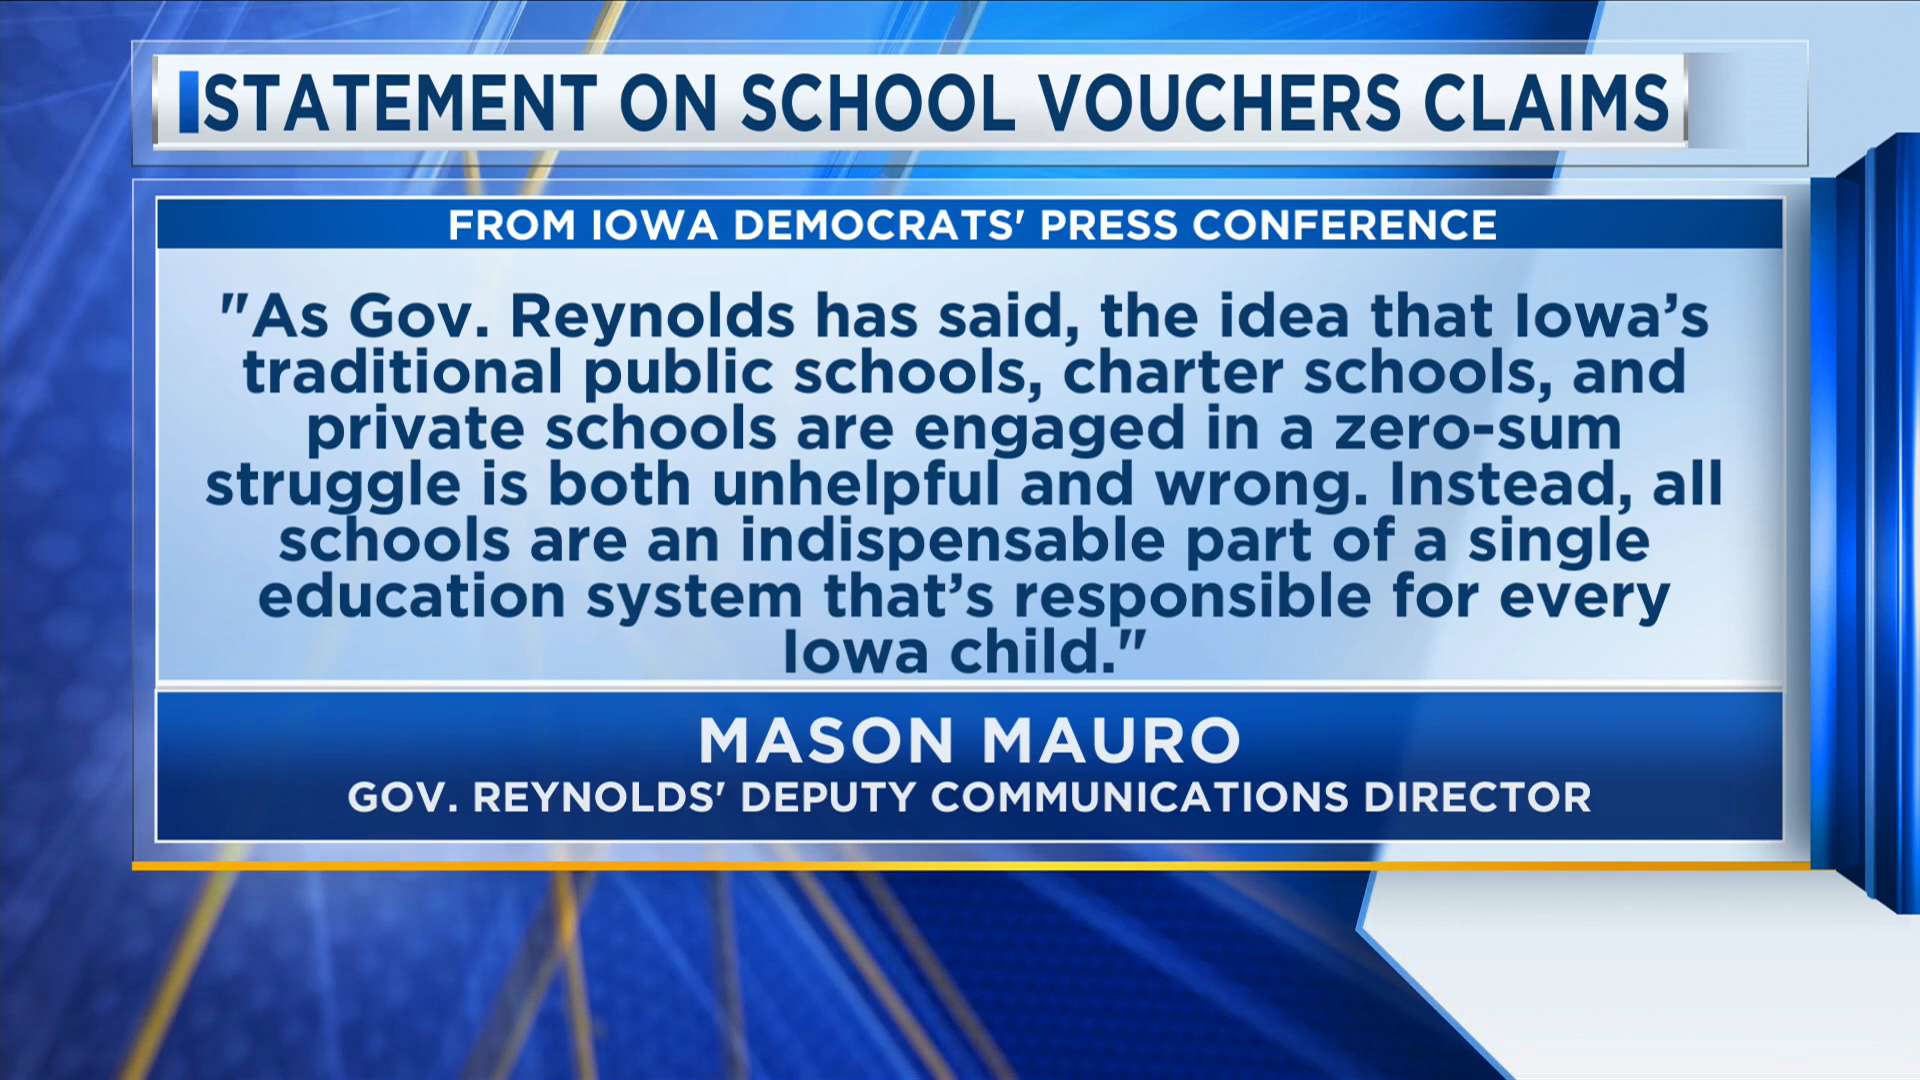 STATEMENT ON SCHOOL VOUCHERS CLAIMS
FROM IOWA DEMOCRATS' PRESS CONFERENCE
"As Gov. Reynolds has said, the idea that Iowa’s
traditional public schools, charter schools, and
private schools are engaged in a zero-sum
struggle is both unhelpful and wrong. Instead, all
schools are an indispensable part of a single
education system that’s responsible for every
Iowa child."
MASON MAURO
GOV. REYNOLDS' DEPUTY COMMUNICATIONS DIRECTOR